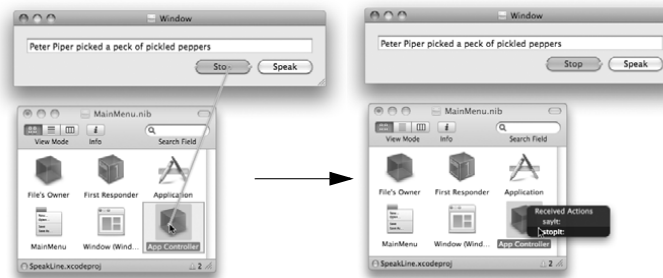 Window
Peter Piper picked a peck of pickled peppers
Sto
Speak
MainMenu.nib
View Mode
Info
Search Field
File's Owner
First Responder
Application
MainMenu
Window (Wind...
App Controller
SpeakLine.xcodeproj
2
Window
Peter Piper picked a peck of pickled peppers
Stop
Speak
MainMenu.nib
View Mode
Info
Search Field
File's Owner
First Responder
Application
MainMenu
Window (Wind...
App Controller
Received Actions
sayIt:
stopIt:
SpeakLine.xcodeproj
2